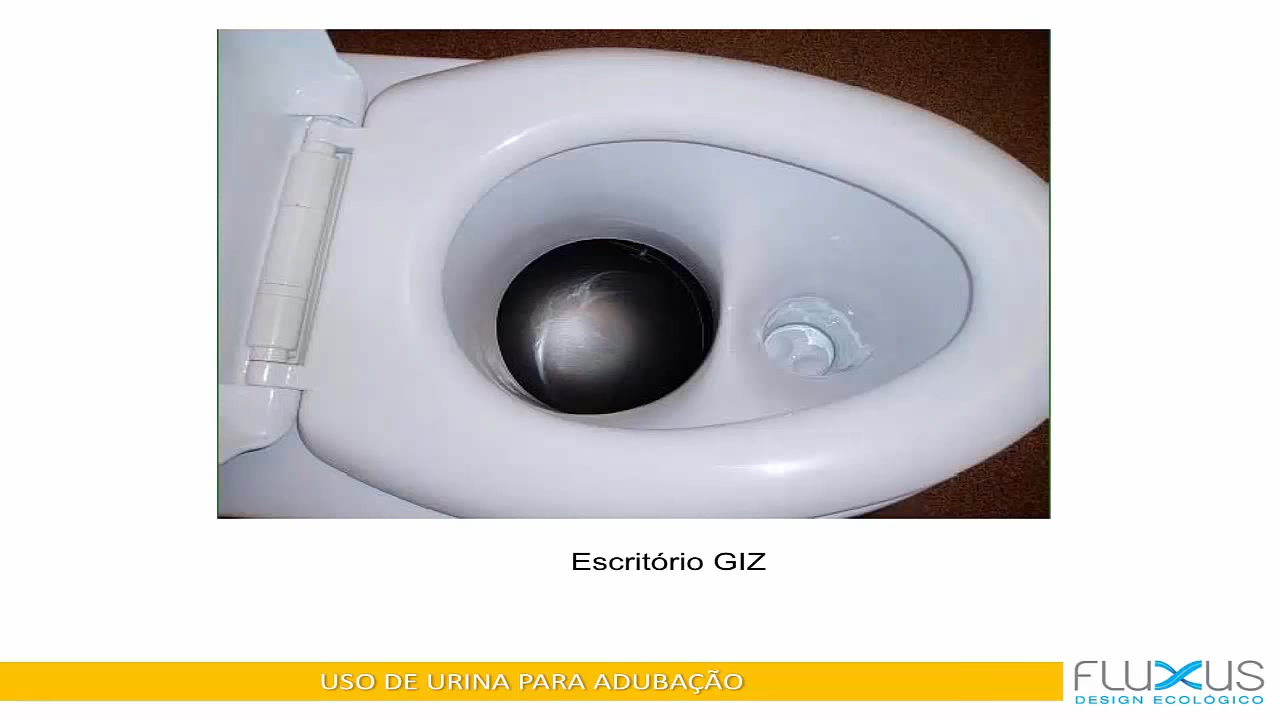 Escritório GIZ
USO DE URINA PARA ADUBAÇÃO
FLUXUS
DESIGN ECOLÓGICO